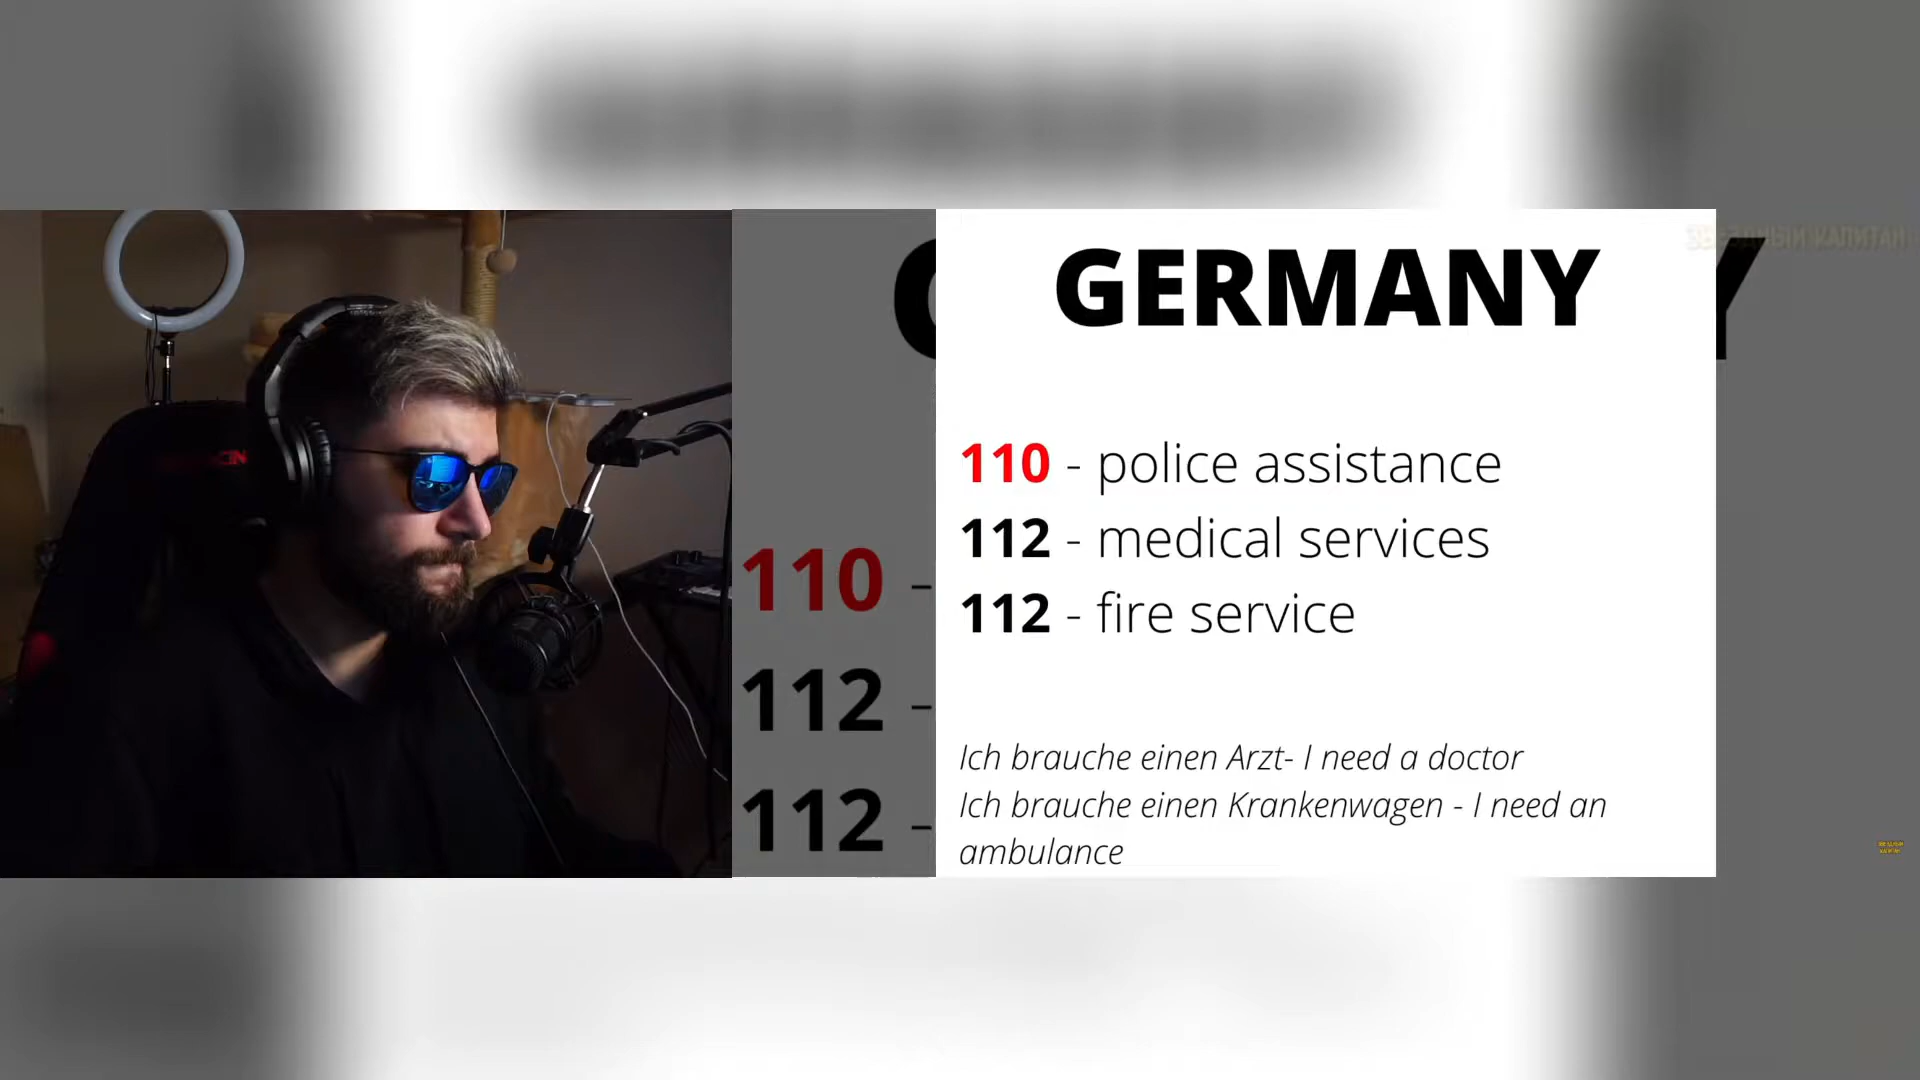 GERMANY
110 - police assistance
112 - medical services
112 - fire service
Ich brauche einen Arzt- I need a doctor
Ich brauche einen Krankenwagen - I need an
ambulance
110 -
112 -
112 -
КАПИТАН